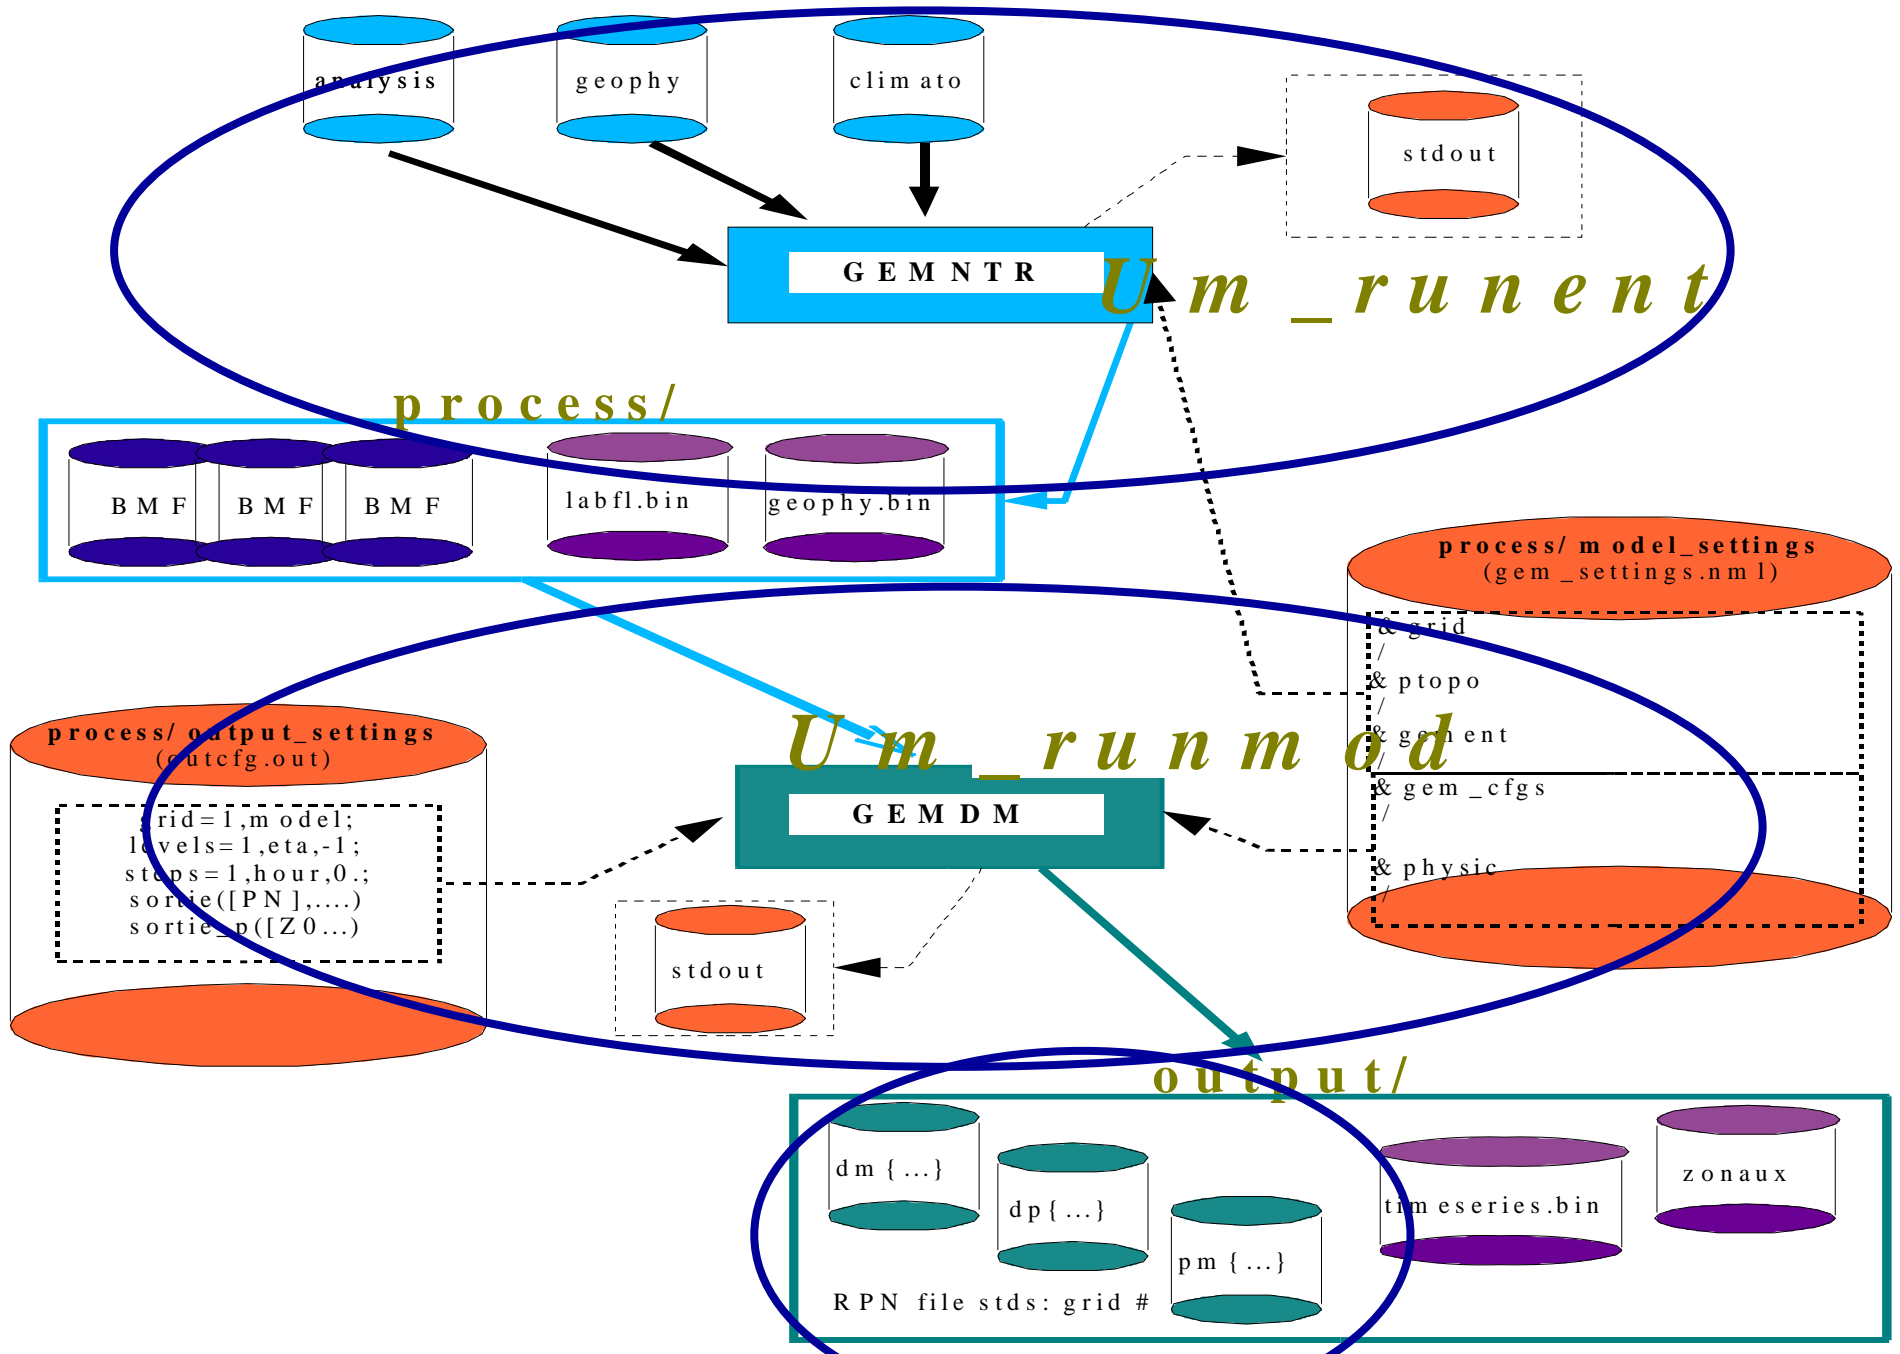 analysis
geophy
climato
stdout
GEMNTR
Um_runent
process/
BMF
BMF
BMF
labfl.bin
geophy.bin
process/model_settings
(gem_settings.nml)
&grid
/
&ptopo
/
&gement
/
&gem_cfgs
/
&physic
/
process/output_settings
(outcfg.out)
grid=1,model;
levels=1,eta,-1;
steps=1,hour,0.;
sortie([PN],....)
sortie_p([Z0...)
Um_runmod
GEMDM
stdout
output/
dm{...}
dp{...}
pm{...}
timeseries.bin
zonaux
RPN file stds: grid #